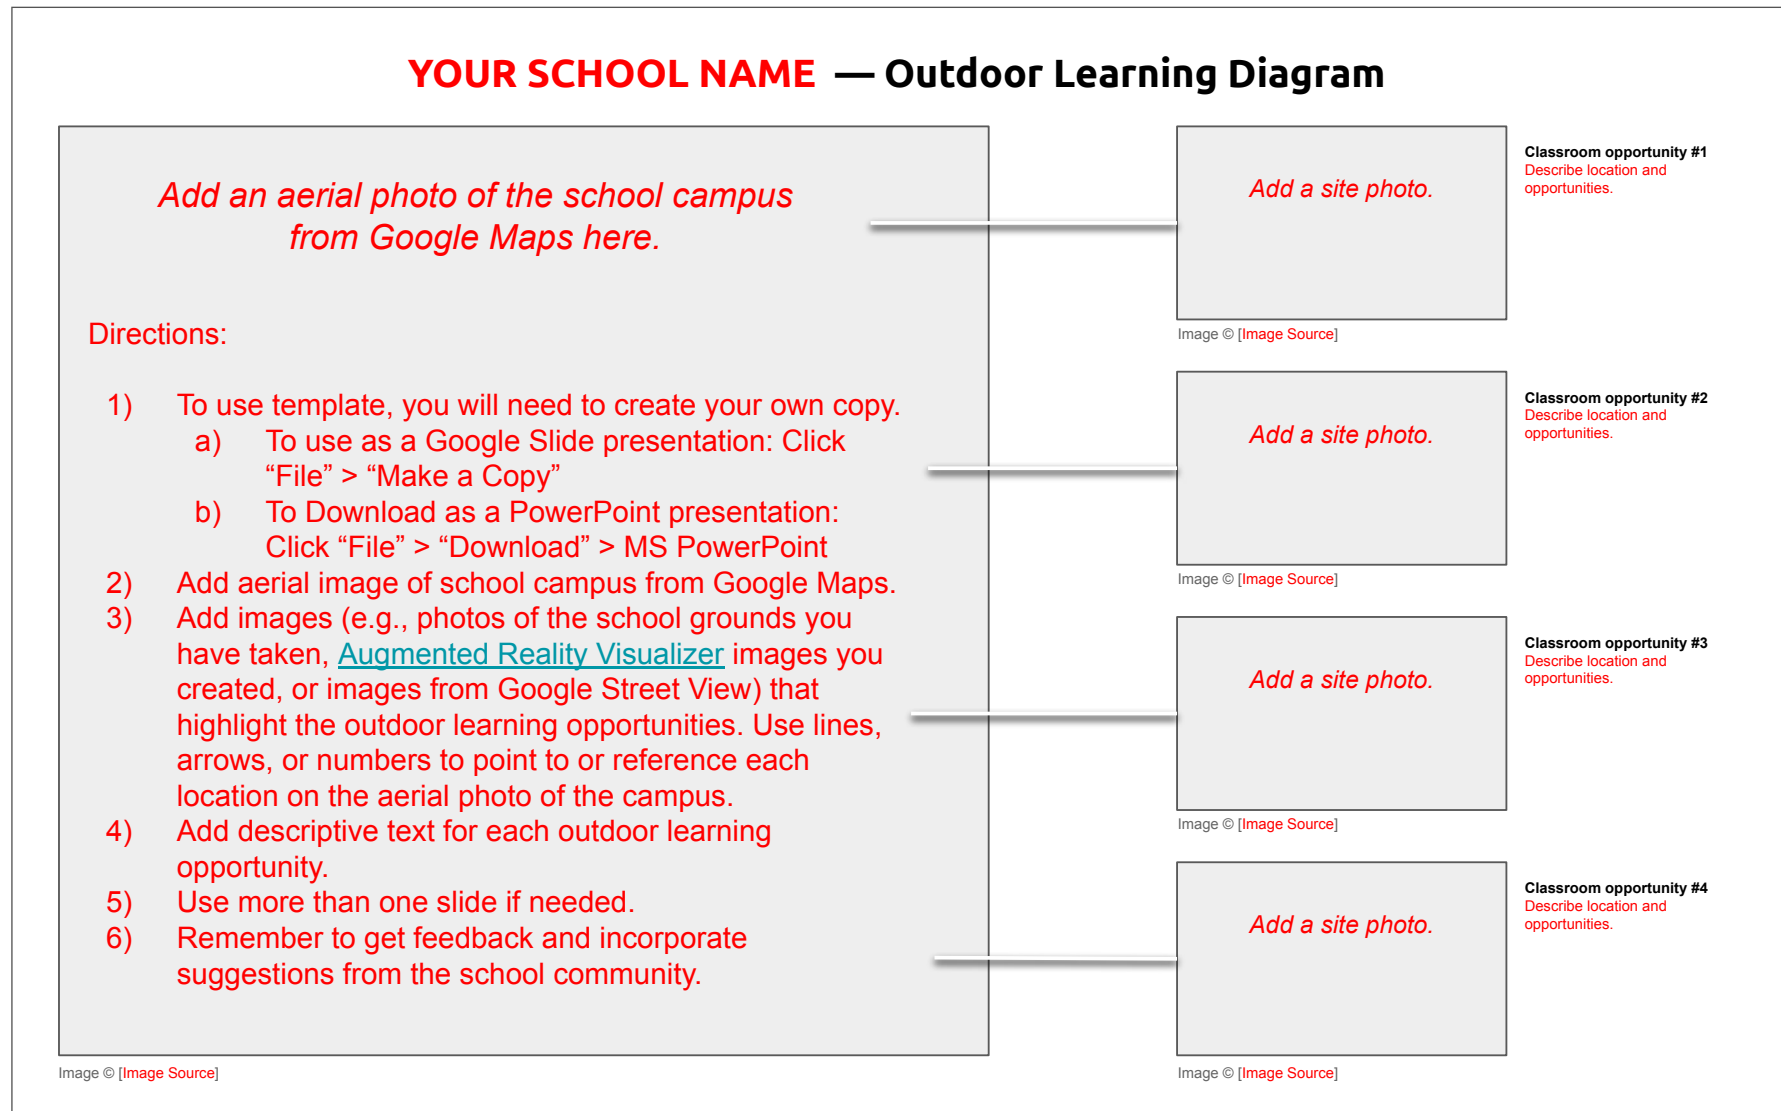 YOUR SCHOOL NAME — Outdoor Learning Diagram
Add an aerial photo of the school campus
from Google Maps here.
Directions:
1) To use template, you will need to create your own copy.
a) To use as a Google Slide presentation: Click
“File” > “Make a Copy”
b) To Download as a PowerPoint presentation:
Click “File” > “Download” > MS PowerPoint
2) Add aerial image of school campus from Google Maps.
3) Add images (e.g., photos of the school grounds you
have taken, Augmented Reality Visualizer images you
created, or images from Google Street View) that
highlight the outdoor learning opportunities. Use lines,
arrows, or numbers to point to or reference each
location on the aerial photo of the campus.
4) Add descriptive text for each outdoor learning
opportunity.
5) Use more than one slide if needed.
6) Remember to get feedback and incorporate
suggestions from the school community.
Image © [Image Source]
Add a site photo.
Image © [Image Source]
Classroom opportunity #1
Describe location and
opportunities.
Add a site photo.
Image © [Image Source]
Classroom opportunity #2
Describe location and
opportunities.
Add a site photo.
Image © [Image Source]
Classroom opportunity #3
Describe location and
opportunities.
Add a site photo.
Image © [Image Source]
Classroom opportunity #4
Describe location and
opportunities.